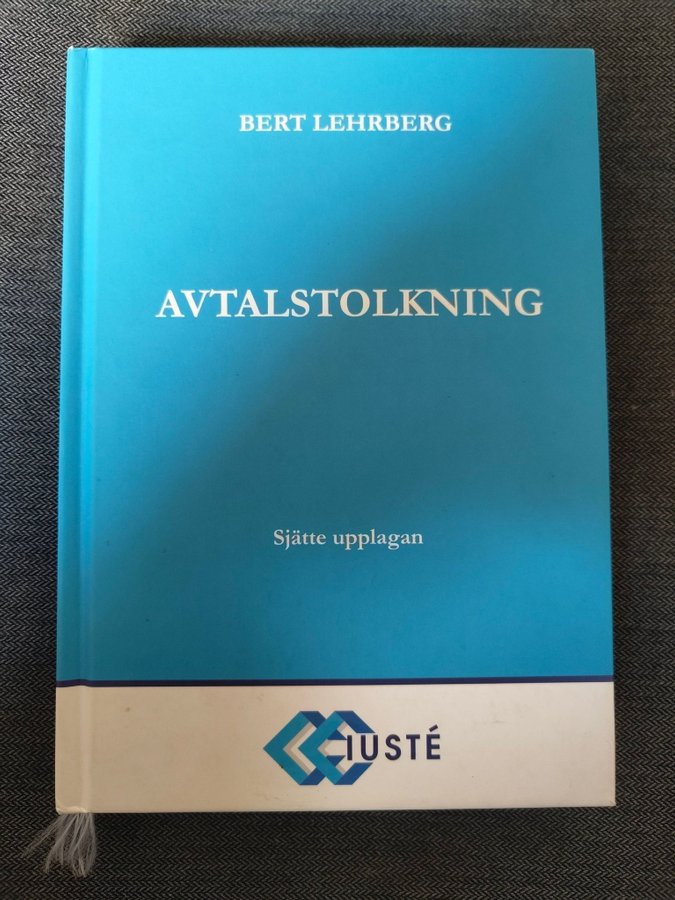 BERT LEHRBERG
AVTALSTOLKNING
Sjätte upplagan
IUSTÉ